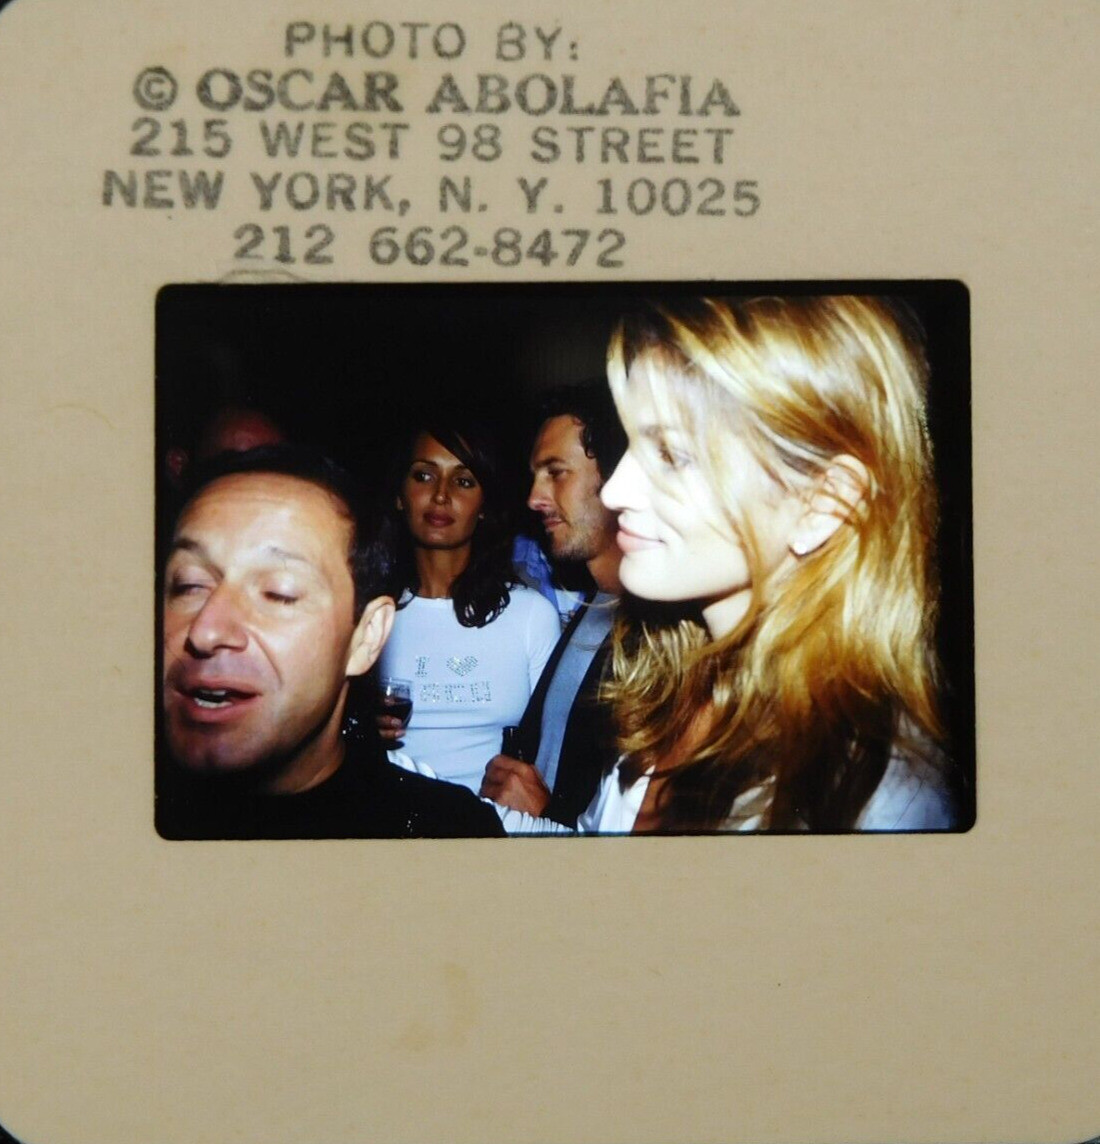 PHOTO BY:
© OSCAR ABOLAFIA
215 WEST 98 STREET
NEW YORK, N. Y. 10025
212 662-8472
I ♥